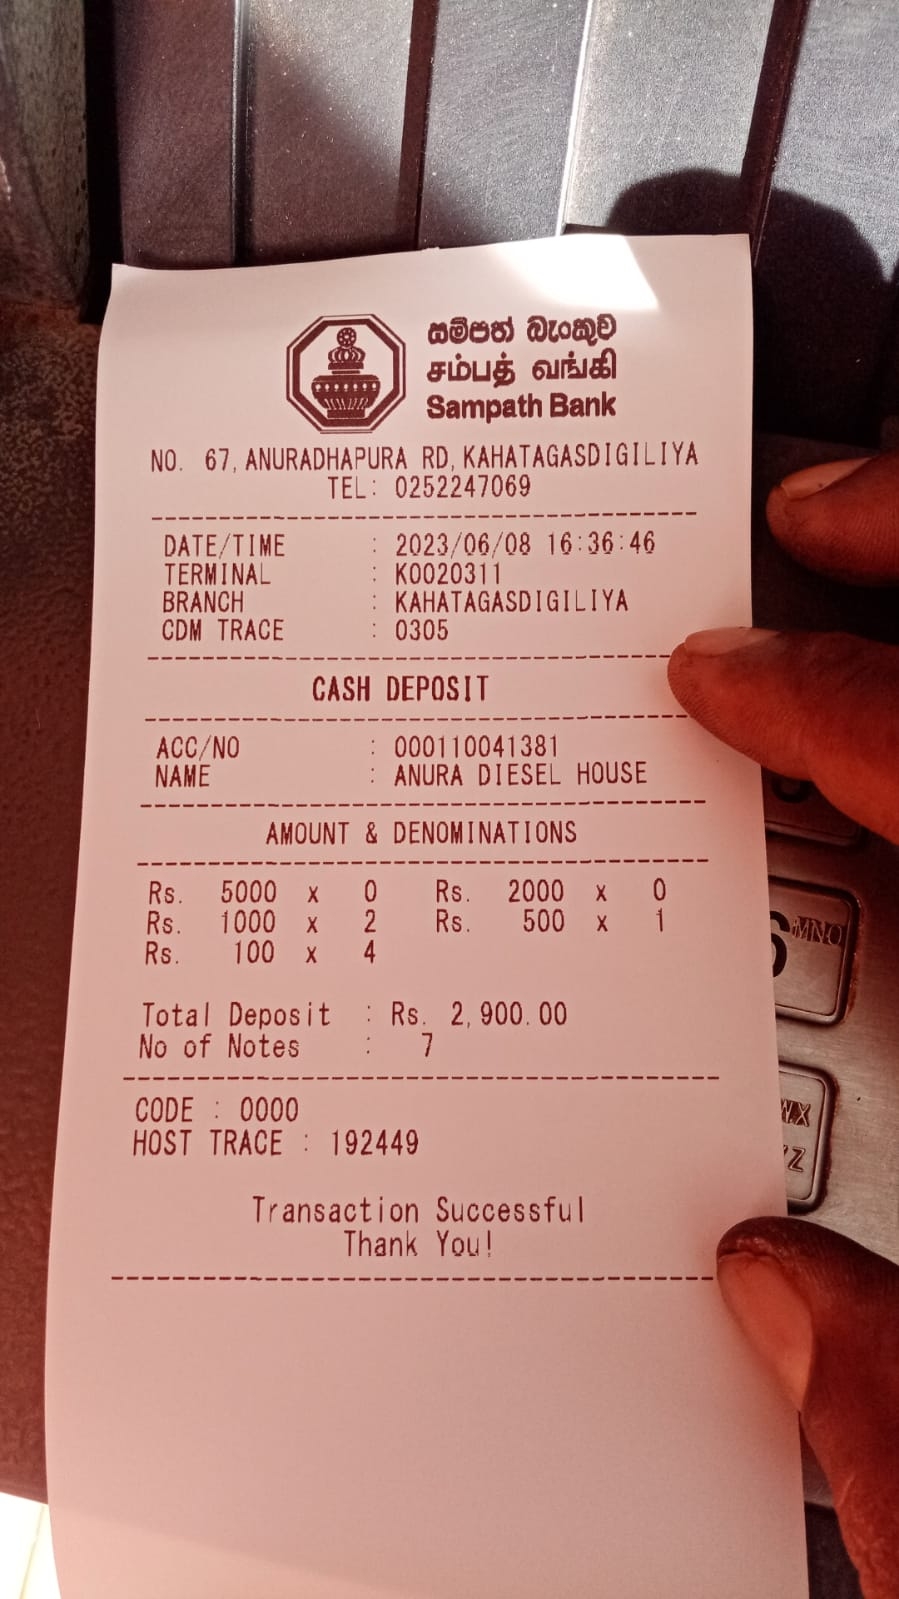 සම්පත් බැංකුව
சம்பத் வங்கி
Sampath Bank
NO. 67, ANURADHAPURA RD, KAHATAGASDIGILIYA
TEL: 0252247069
DATE/TIME : 2023/06/08 16:36:46
TERMINAL : K0020311
BRANCH : KAHATAGASDIGILIYA
CDM TRACE : 0305
CASH DEPOSIT
ACC/NO : 000110041381
NAME : ANURA DIESEL HOUSE
AMOUNT & DENOMINATIONS
Rs. 5000 x 0 Rs. 2000 x 0
Rs. 1000 x 2 Rs. 500 x 1
Rs. 100 x 4
Total Deposit : Rs. 2,900.00
No of Notes : 7
CODE : 0000
HOST TRACE : 192449
Transaction Successful
Thank You!
6 MNO